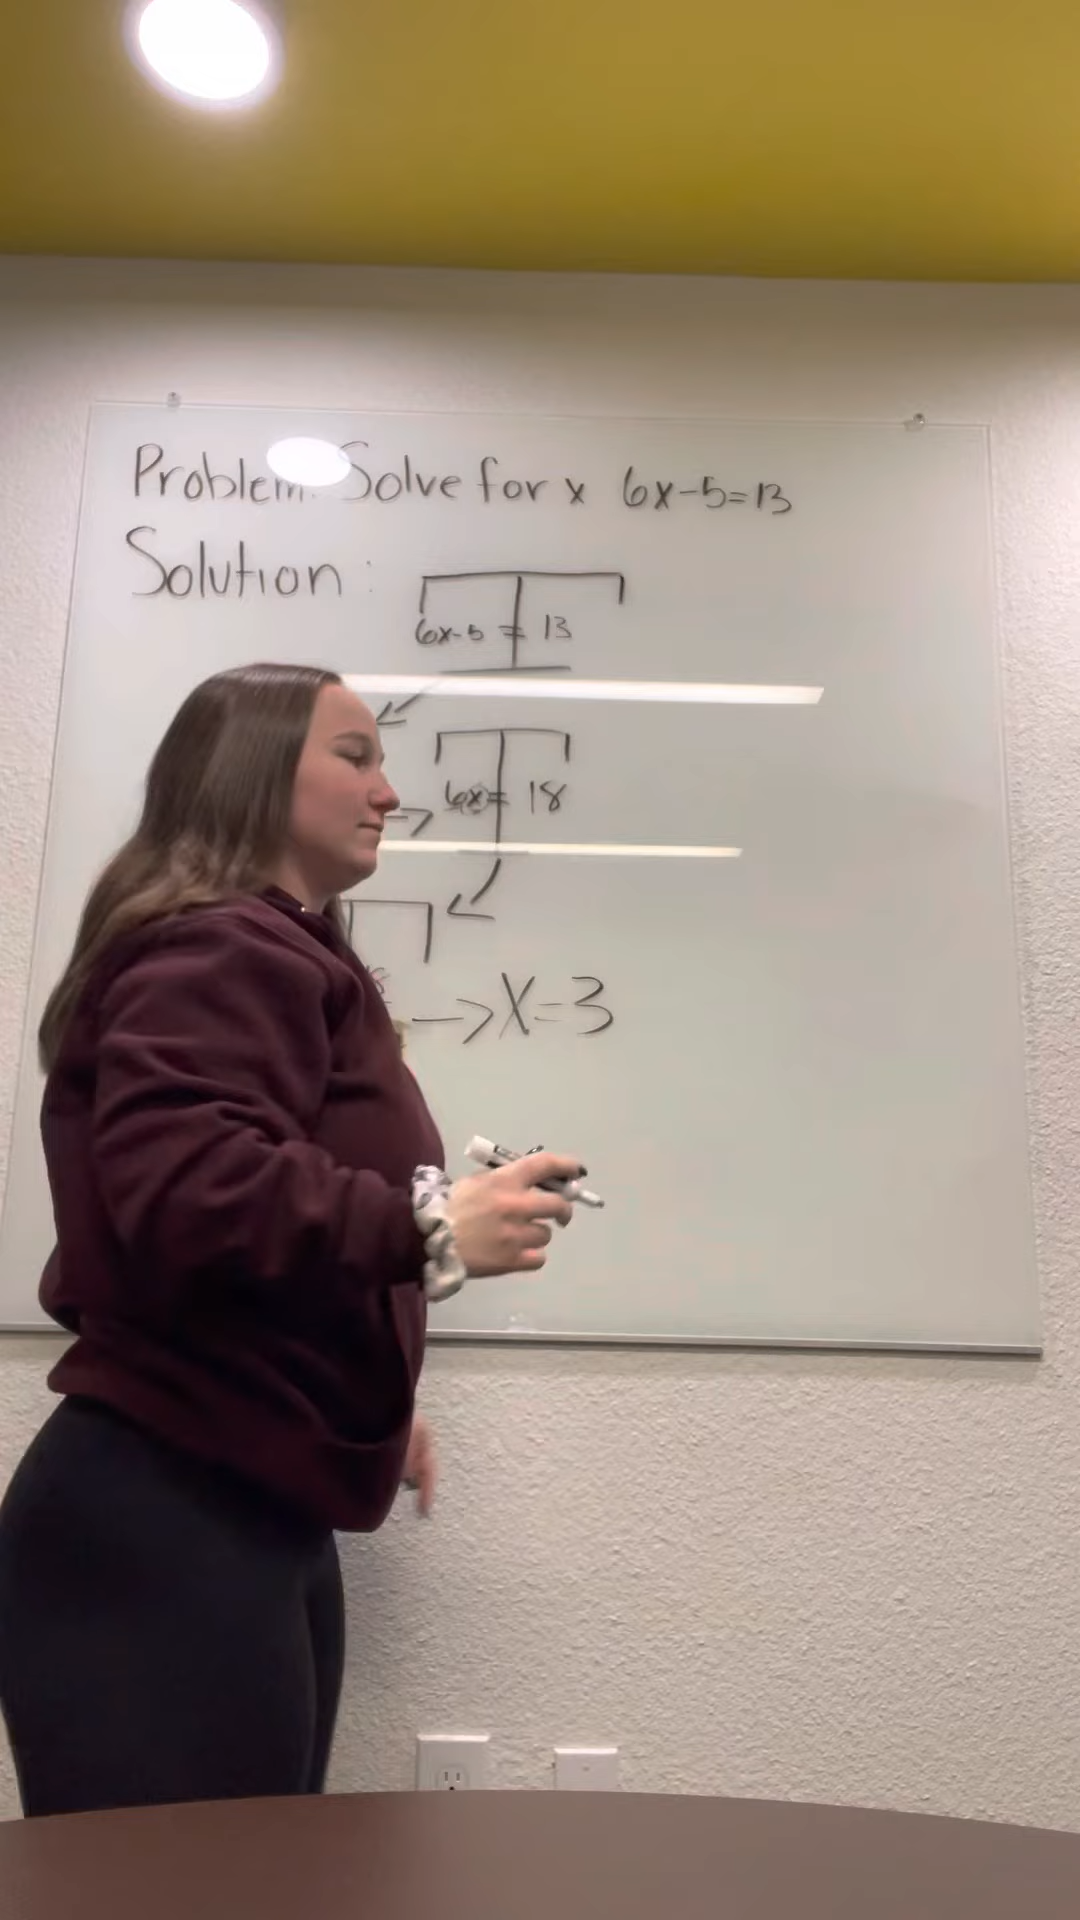 Problem: Solve for x 6x-5=13
Solution:
6x-5 = 13
6x = 18
→ X=3